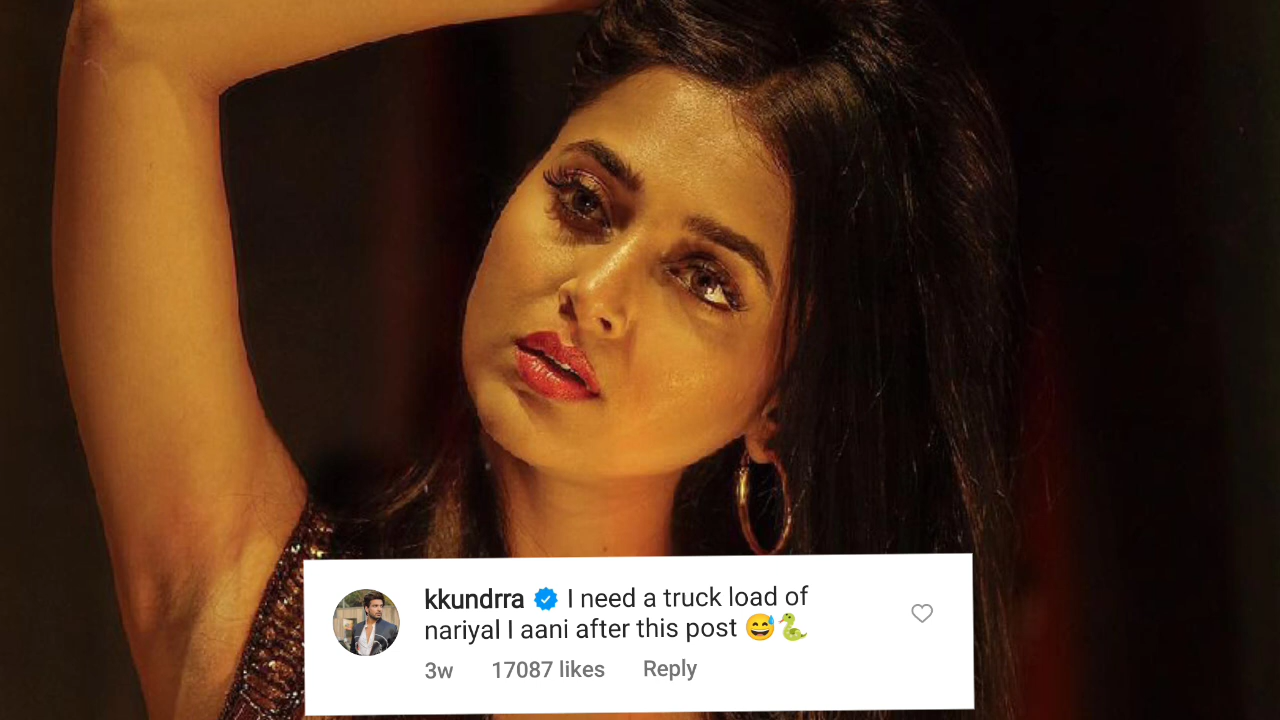 kkundrra I need a truck load of
nariyal I aani after this post 😅🐍
3w 17087 likes Reply